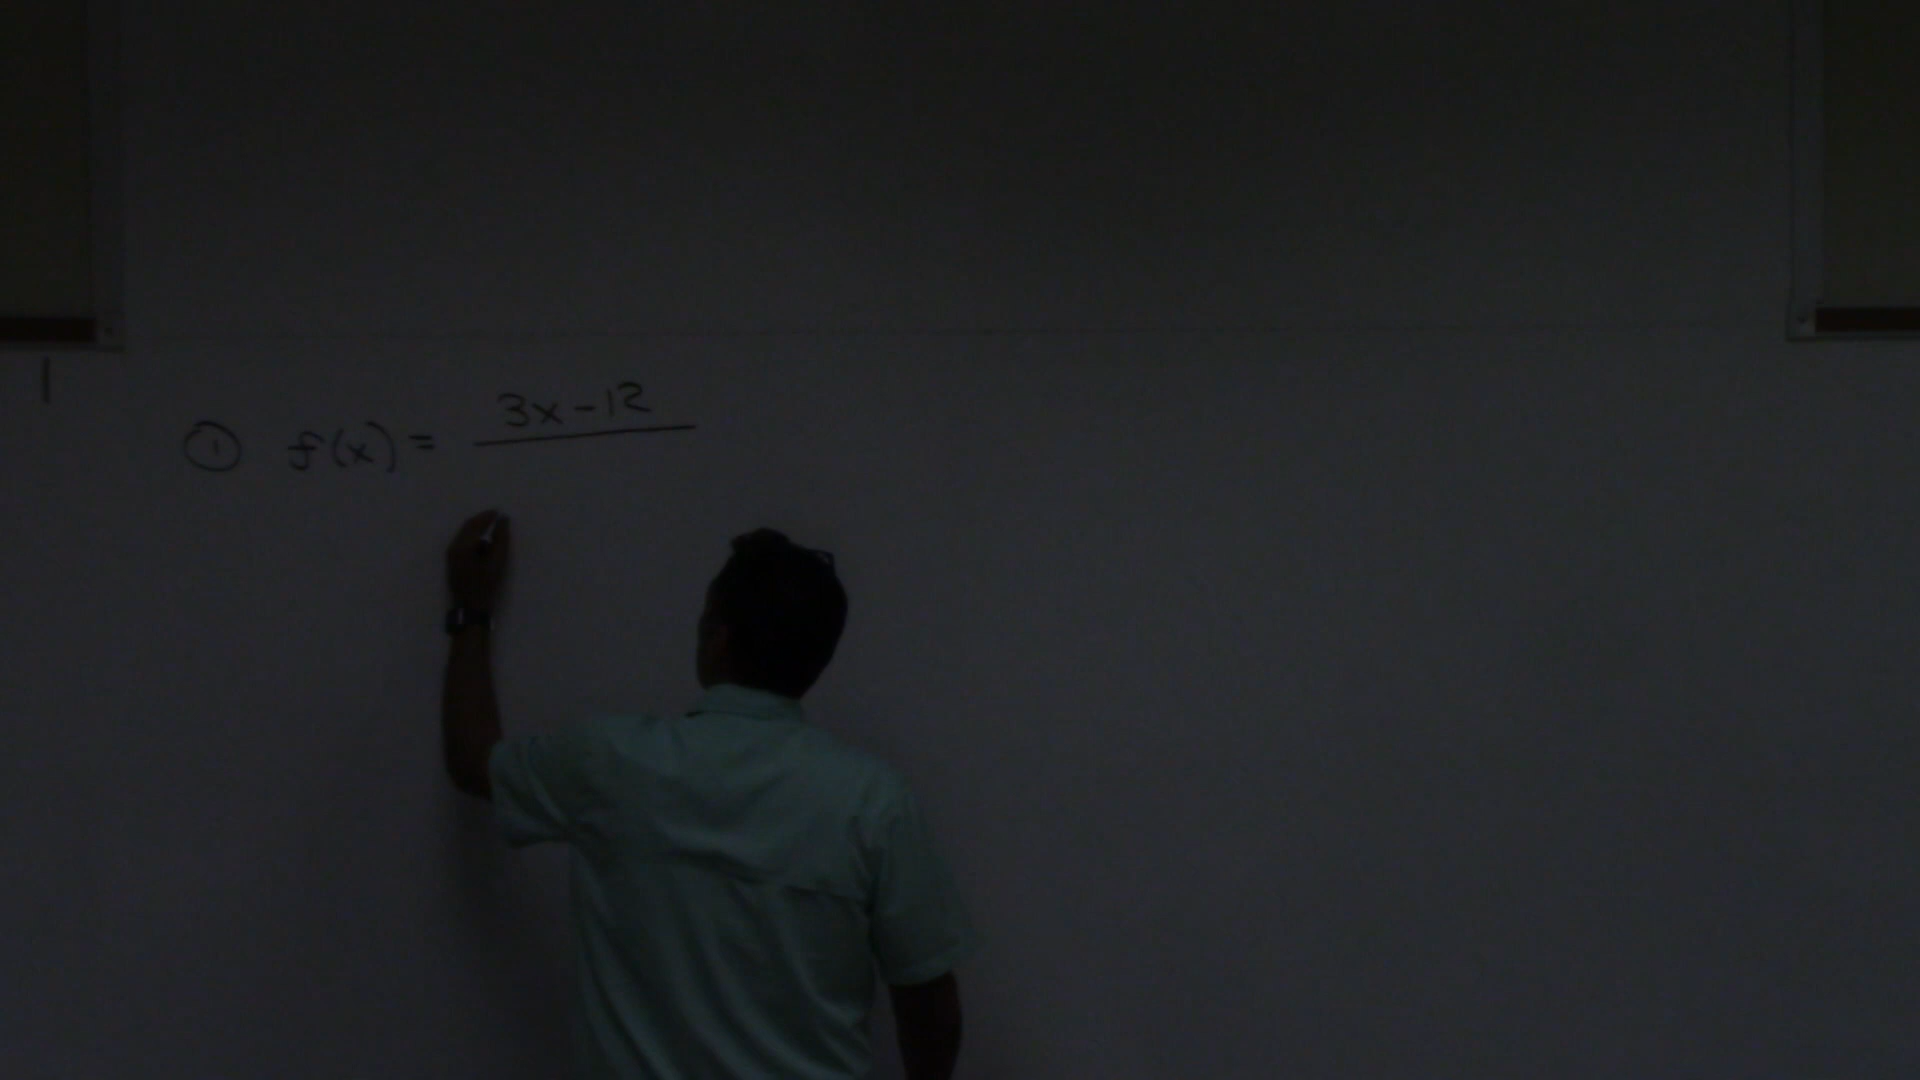 ① f(x) = 3x-12